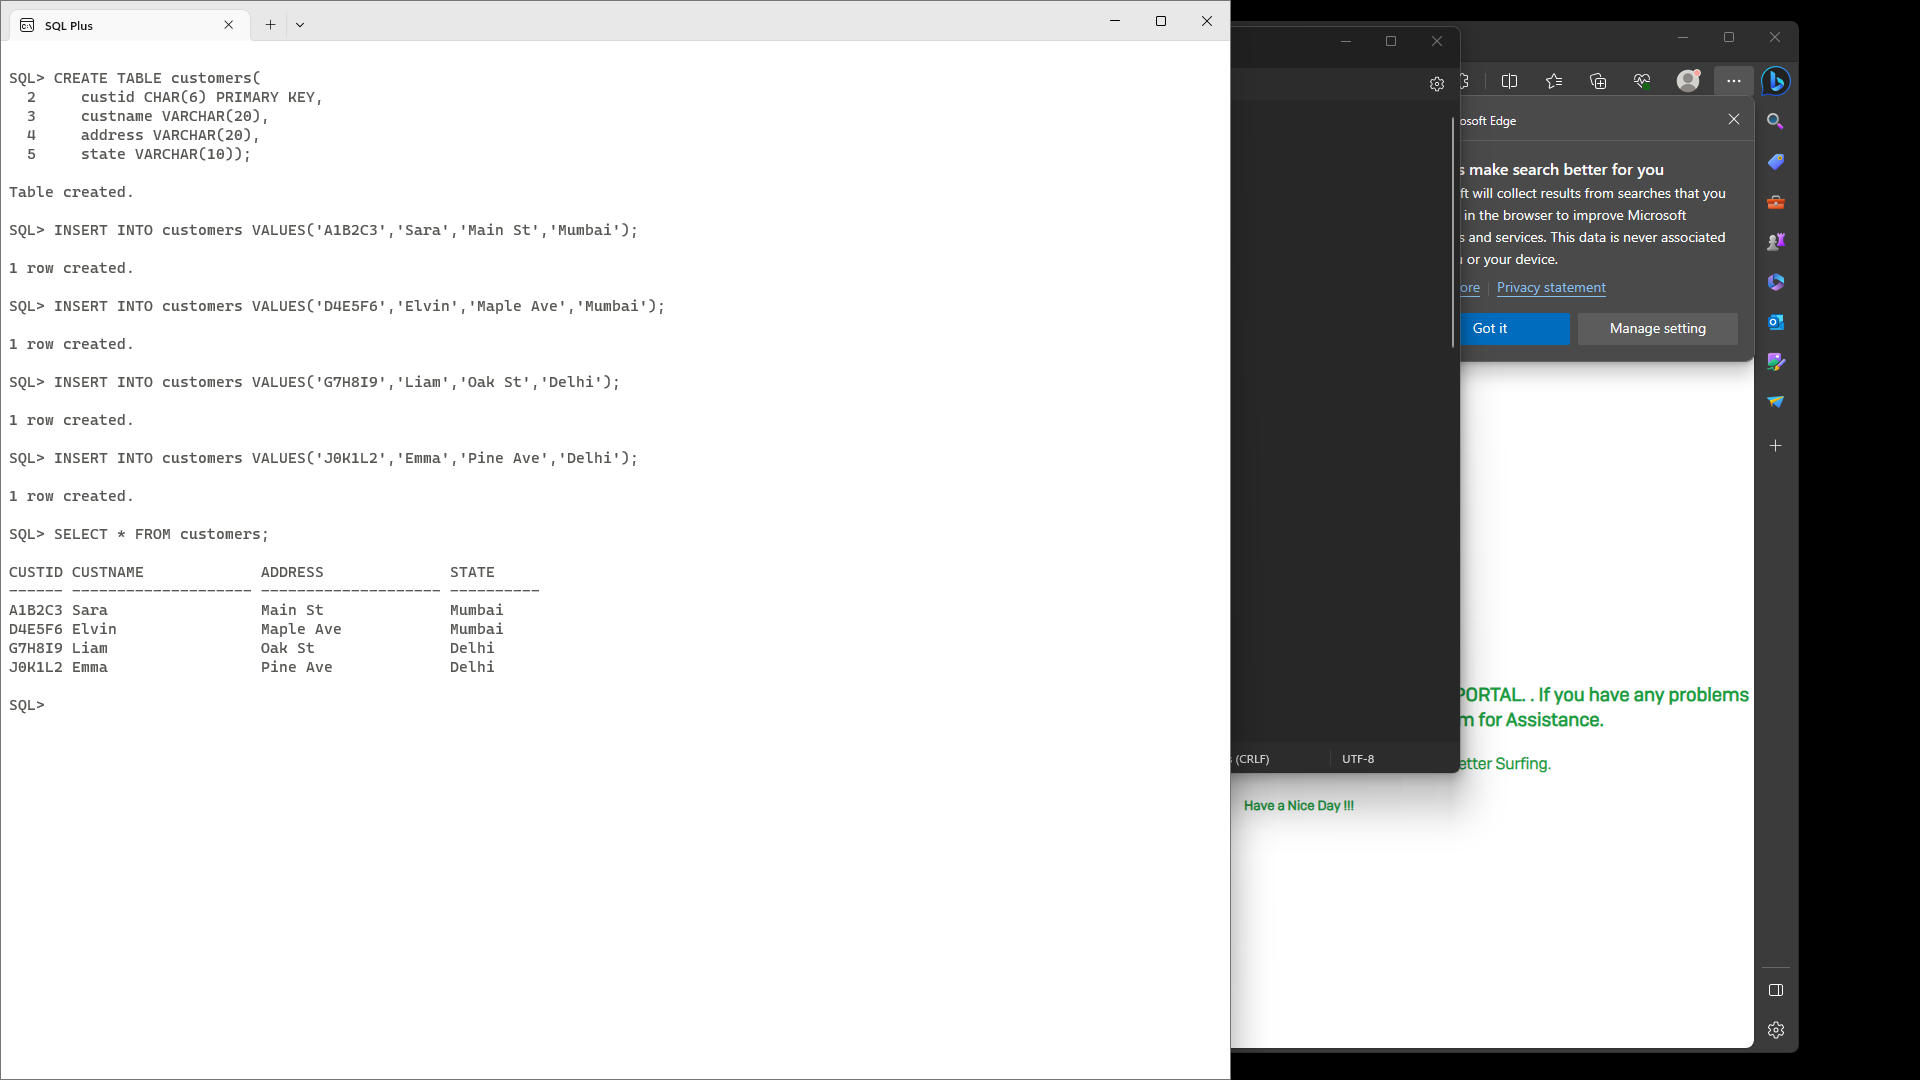 SQL Plus
SQL> CREATE TABLE customers(
  2     custid CHAR(6) PRIMARY KEY,
  3     custname VARCHAR(20),
  4     address VARCHAR(20),
  5     state VARCHAR(10));
Table created.
SQL> INSERT INTO customers VALUES('A1B2C3','Sara','Main St','Mumbai');
1 row created.
SQL> INSERT INTO customers VALUES('D4E5F6','Elvin','Maple Ave','Mumbai');
1 row created.
SQL> INSERT INTO customers VALUES('G7H8I9','Liam','Oak St','Delhi');
1 row created.
SQL> INSERT INTO customers VALUES('J0K1L2','Emma','Pine Ave','Delhi');
1 row created.
SQL> SELECT * FROM customers;
CUSTID CUSTNAME             ADDRESS              STATE
------ -------------------- -------------------- ----------
A1B2C3 Sara                 Main St              Mumbai
D4E5F6 Elvin                Maple Ave            Mumbai
G7H8I9 Liam                 Oak St               Delhi
J0K1L2 Emma                 Pine Ave             Delhi
SQL>
(CRLF) UTF-8
osoft Edge
s make search better for you
ft will collect results from searches that you
in the browser to improve Microsoft
s and services. This data is never associated
or your device.
ore | Privacy statement
Got it Manage setting
PORTAL. . If you have any problems
m for Assistance.
etter Surfing.
Have a Nice Day !!!